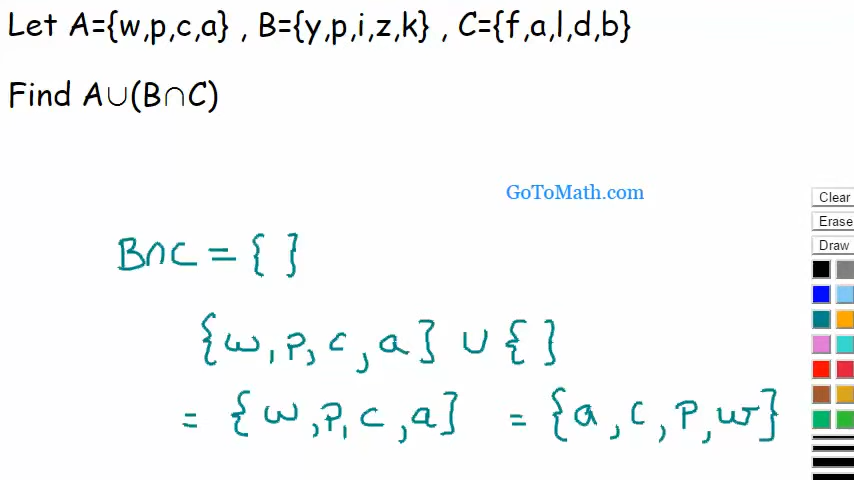 Let A={w,p,c,a} , B={y,p,i,z,k} , C={f,a,l,d,b}
Find A∪(B∩C)
GoToMath.com
Clear
Erase
Draw
B∩C = { }
{w, p, c, a} ∪ { }
= {w, p, c, a} = {a, c, p, w}